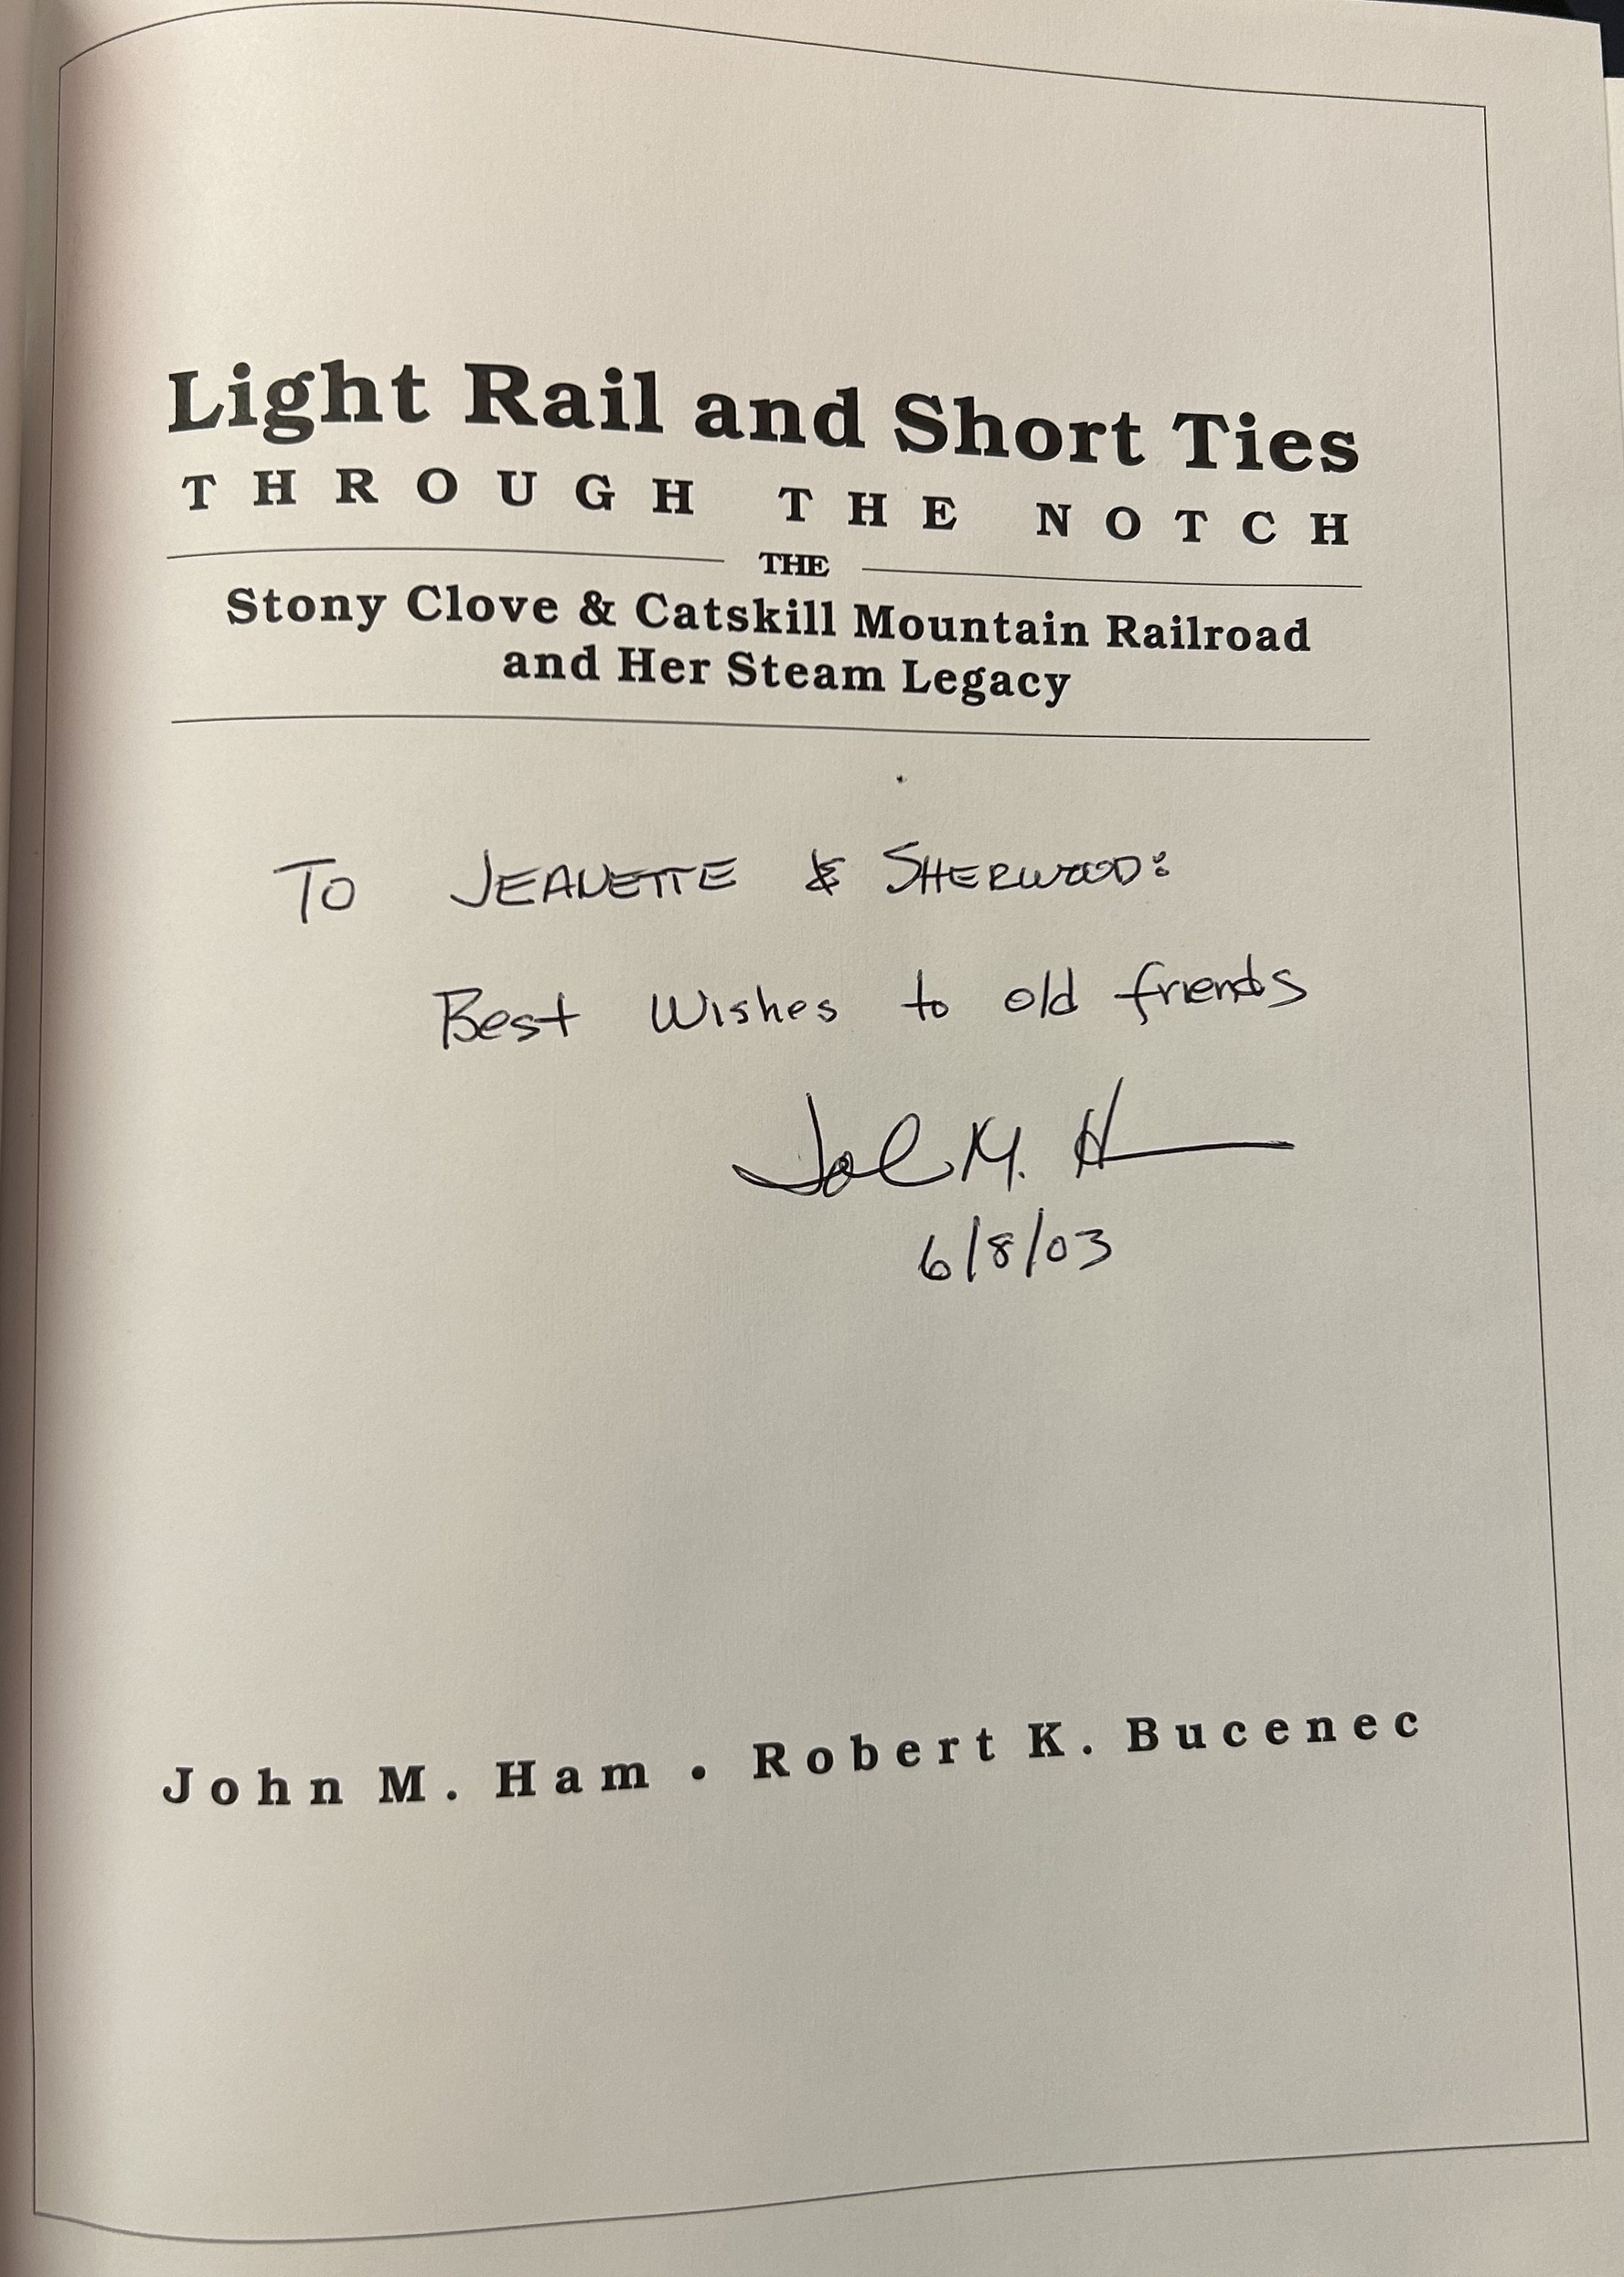 Light Rail and Short Ties
THROUGH THE NOTCH
THE
Stony Clove & Catskill Mountain Railroad
and Her Steam Legacy
To JEANETTE & SHERWOOD:
Best Wishes to old friends
John M. H
6/8/03
John M. Ham • Robert K. Bucenec